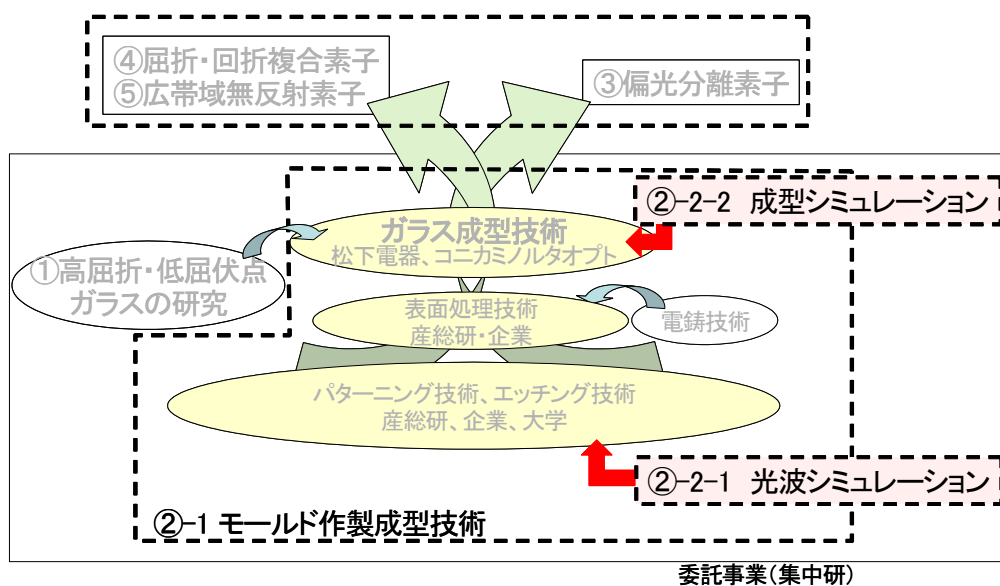 ④屈折・回折複合素子
⑤広帯域無反射素子
③偏光分離素子
②-2-2 成型シミュレーション
ガラス成型技術
松下電器、コニカミノルタオプト
①高屈折・低屈伏点
ガラスの研究
表面処理技術
産総研・企業
電鋳技術
パターニング技術、エッチング技術
産総研、企業、大学
②-2-1 光波シミュレーション
②-1 モールド作製成型技術
委託事業(集中研)